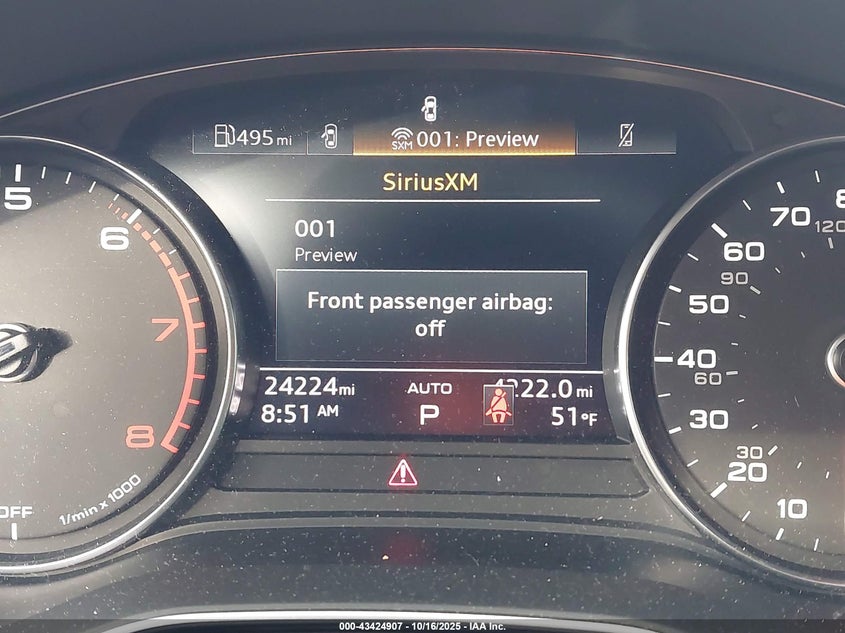 495 mi
SXM 001: Preview
SiriusXM
001
Preview
Front passenger airbag:
off
24224 mi
AUTO
8:51 AM
P
51°F
5
6
7
8
1/min x 1000
OFF
10
20
30
40
50
60
70
30
60
90
120
000-43424907 - 10/16/2025 - IAA Inc.